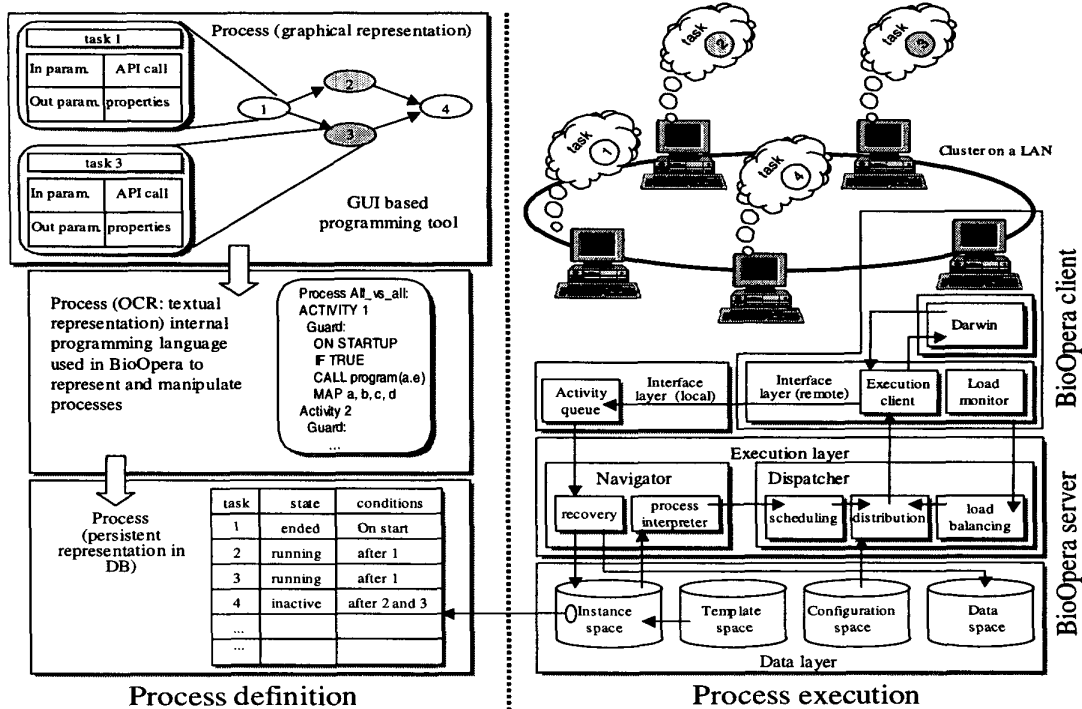 Process (graphical representation)
task 1
In param. API call
Out param. properties
1
2
3
4
task 3
In param. API call
Out param. properties
GUI based
programming tool
Process (OCR: textual
representation) internal
programming language
used in BioOpera to
represent and manipulate
processes
Process All_vs_all:
ACTIVITY 1
Guard:
ON STARTUP
IF TRUE
CALL program(a.e)
MAP a, b, c, d
Activity 2
Guard:
...
Process
(persistent
representation in
DB)
task state conditions
1 ended On start
2 running after 1
3 running after 1
4 inactive after 2 and 3
...
...
Process definition
task 2
task 3
task 1
task 4
Cluster on a LAN
BioOpera client
Darwin
Activity
queue
Interface
layer (local)
Interface
layer (remote)
Execution
client
Load
monitor
Execution layer
Navigator
recovery
process
interpreter
Dispatcher
scheduling
distribution
load
balancing
BioOpera server
Instance
space
Template
space
Configuration
space
Data
space
Data layer
Process execution